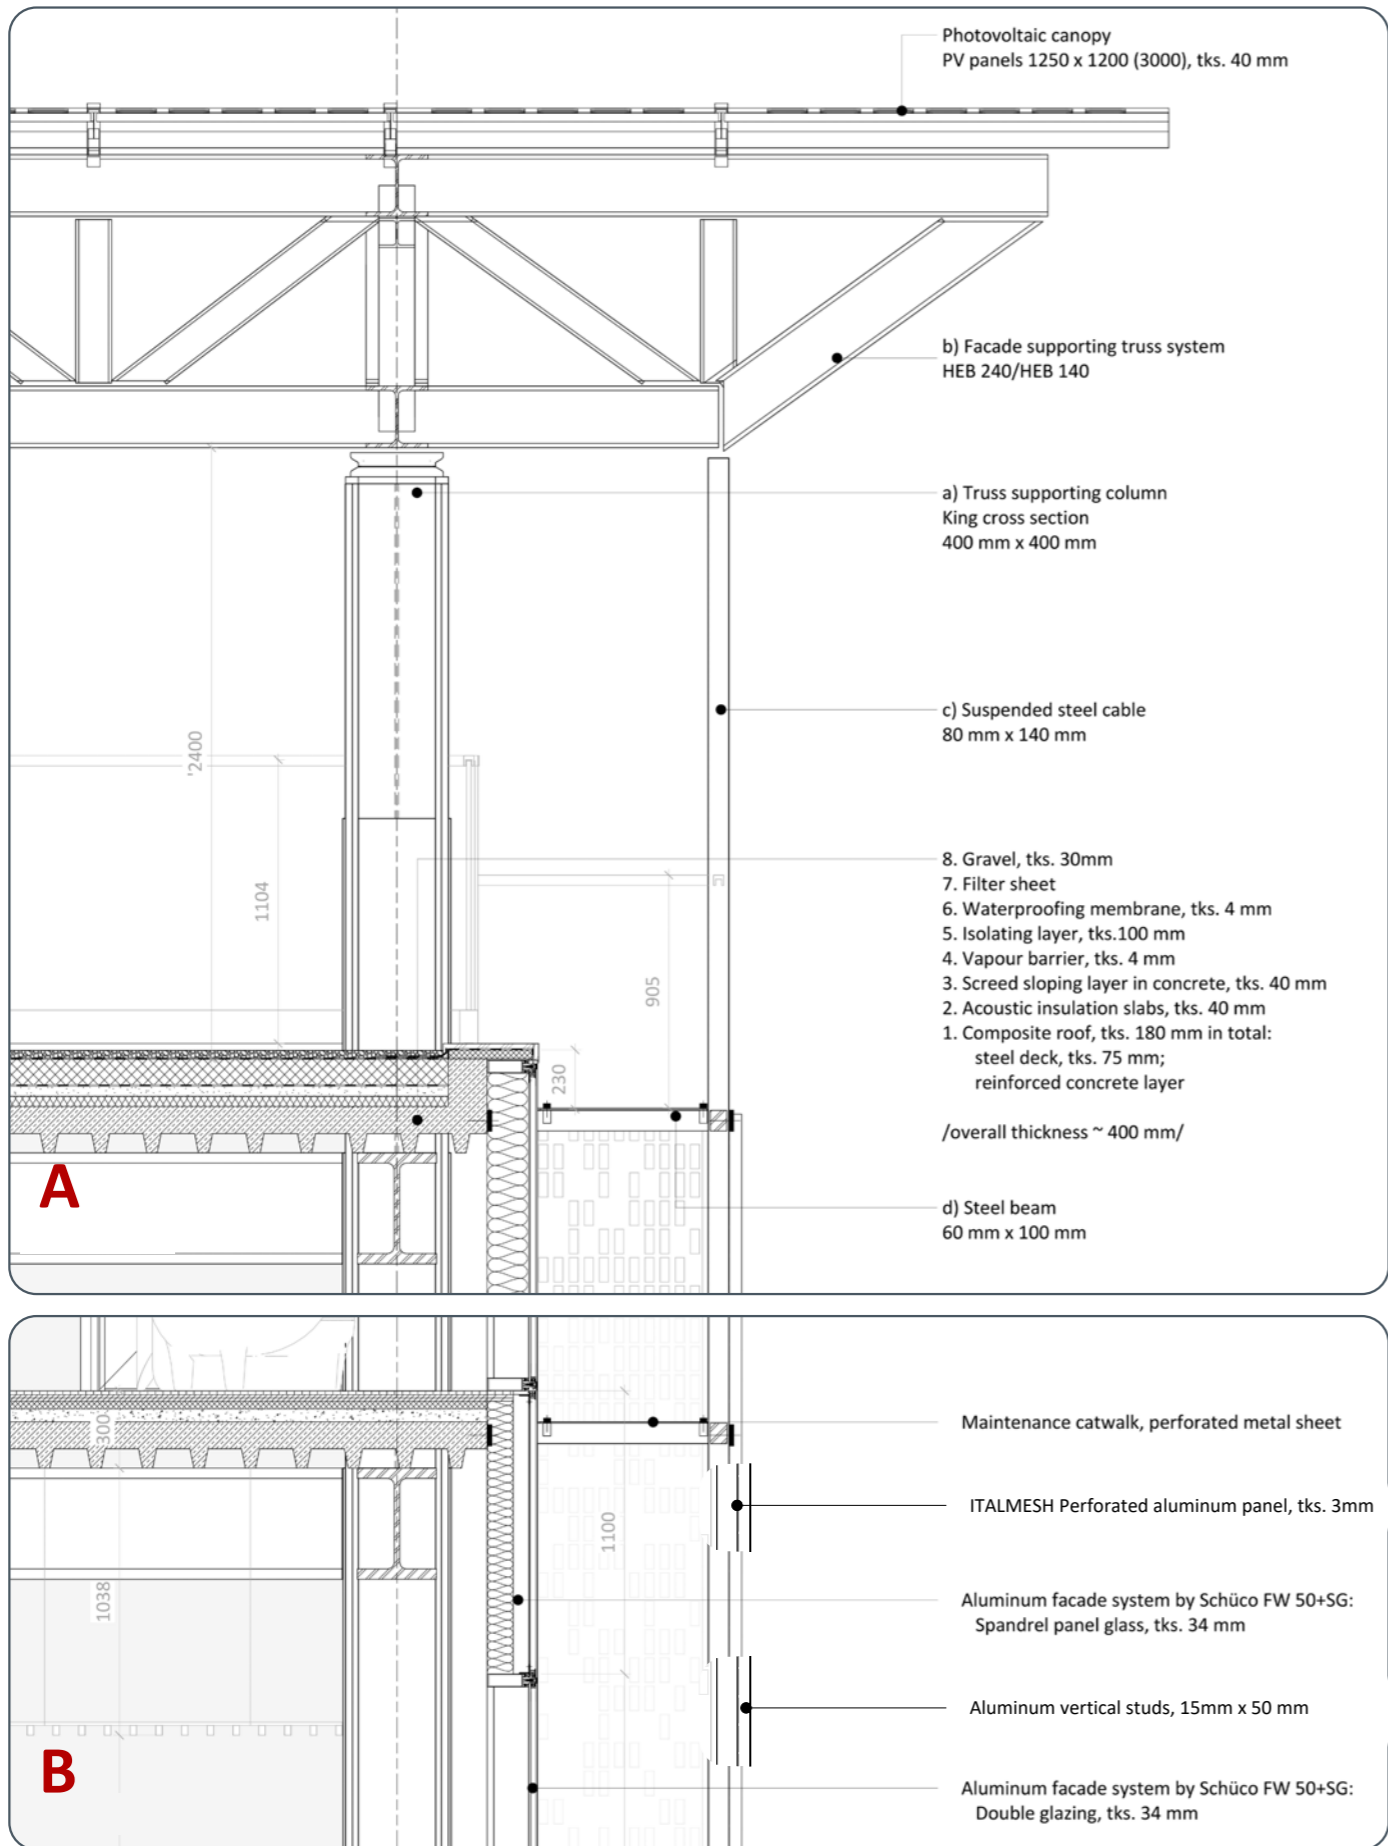 Photovoltaic canopy
PV panels 1250 x 1200 (3000), tks. 40 mm
b) Facade supporting truss system
HEB 240/HEB 140
a) Truss supporting column
King cross section
400 mm x 400 mm
c) Suspended steel cable
80 mm x 140 mm
'2400
1104
905
230
8. Gravel, tks. 30mm
7. Filter sheet
6. Waterproofing membrane, tks. 4 mm
5. Isolating layer, tks.100 mm
4. Vapour barrier, tks. 4 mm
3. Screed sloping layer in concrete, tks. 40 mm
2. Acoustic insulation slabs, tks. 40 mm
1. Composite roof, tks. 180 mm in total:
steel deck, tks. 75 mm;
reinforced concrete layer
/overall thickness ~ 400 mm/
d) Steel beam
60 mm x 100 mm
A
300
1038
1100
Maintenance catwalk, perforated metal sheet
ITALMESH Perforated aluminum panel, tks. 3mm
Aluminum facade system by Schüco FW 50+SG:
Spandrel panel glass, tks. 34 mm
Aluminum vertical studs, 15mm x 50 mm
Aluminum facade system by Schüco FW 50+SG:
Double glazing, tks. 34 mm
B